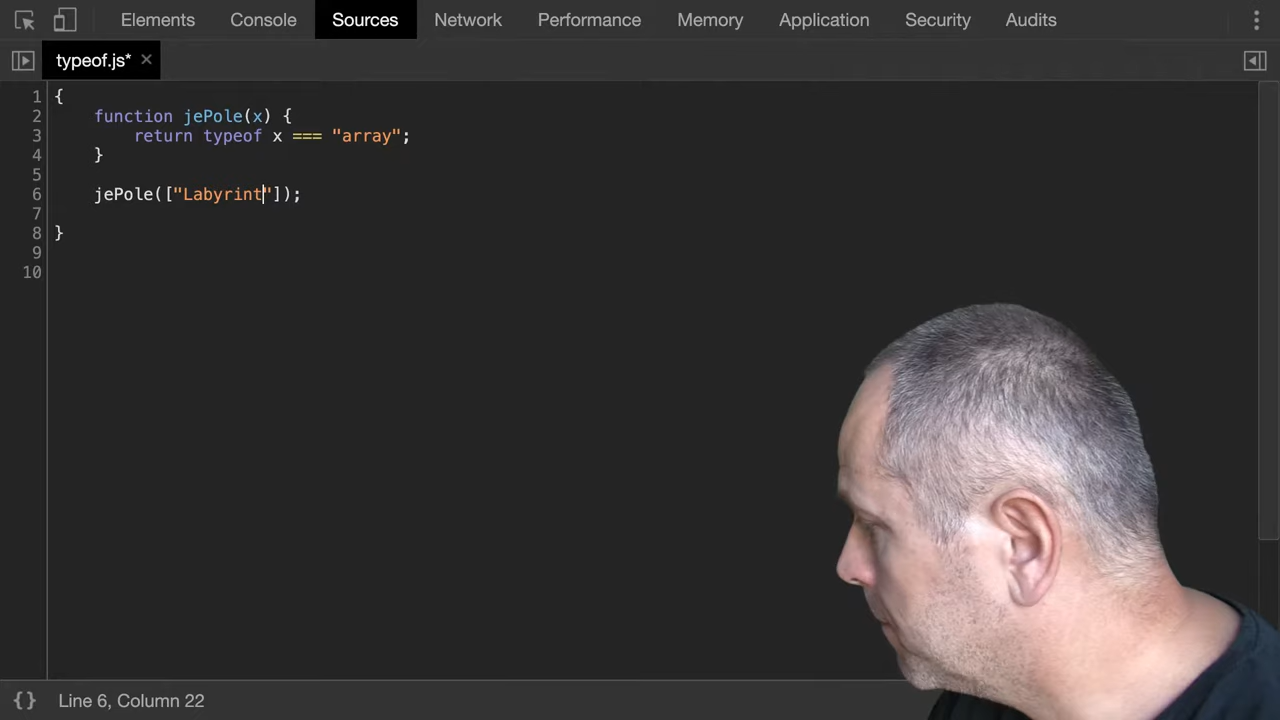 Elements Console Sources Network Performance Memory Application Security Audits
typeof.js* ×
1 {
2 function jePole(x) {
3 return typeof x === "array";
4 }
5
6 jePole(["Labyrint"]);
7
8 }
9
10
{} Line 6, Column 22